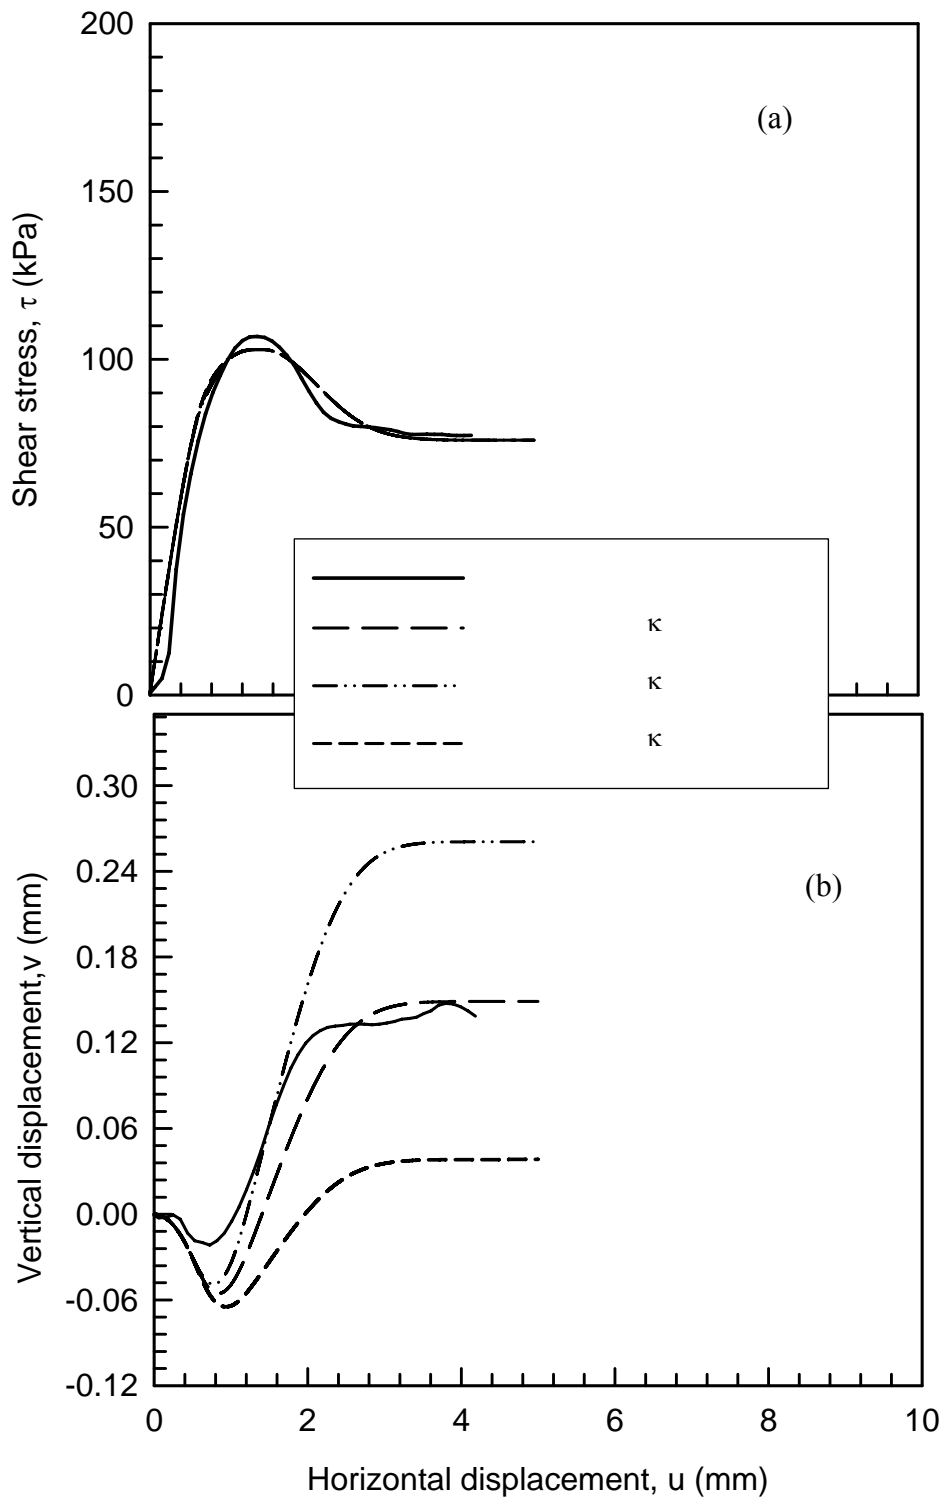 200
(a)
150
Shear stress, τ (kPa)
100
50
κ
κ
κ
0
0.30
0.24
(b)
0.18
Vertical displacement,v (mm)
0.12
0.06
0.00
-0.06
-0.12
0 2 4 6 8 10
Horizontal displacement, u (mm)